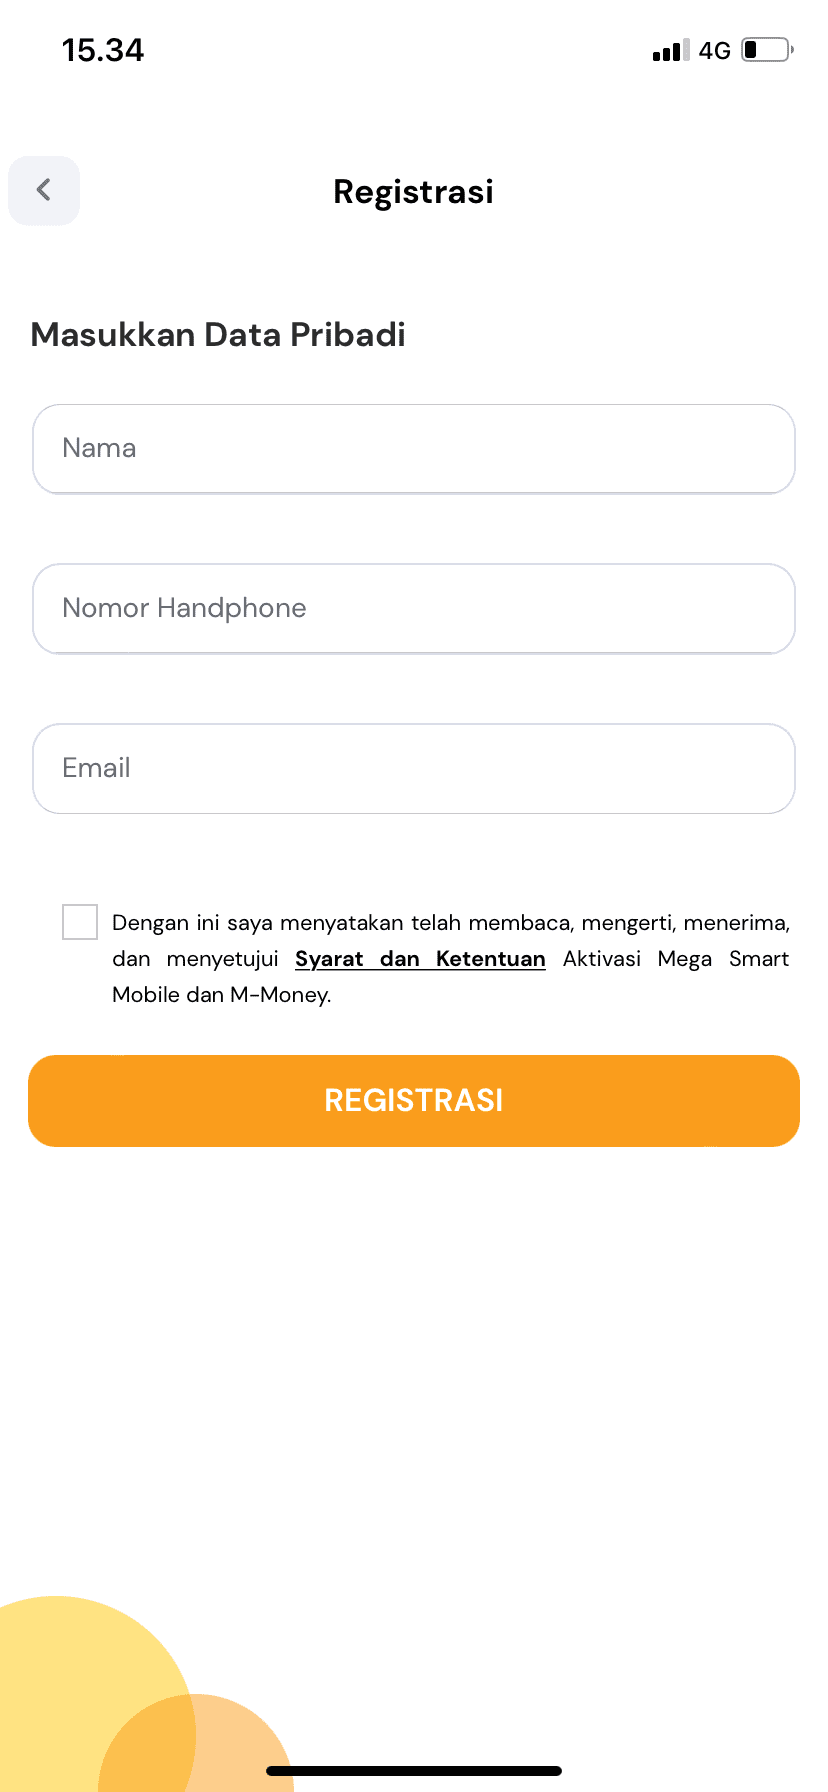 15.34
4G
Registrasi
Masukkan Data Pribadi
Nama
Nomor Handphone
Email
Dengan ini saya menyatakan telah membaca, mengerti, menerima,
dan menyetujui Syarat dan Ketentuan Aktivasi Mega Smart
Mobile dan M-Money.
REGISTRASI